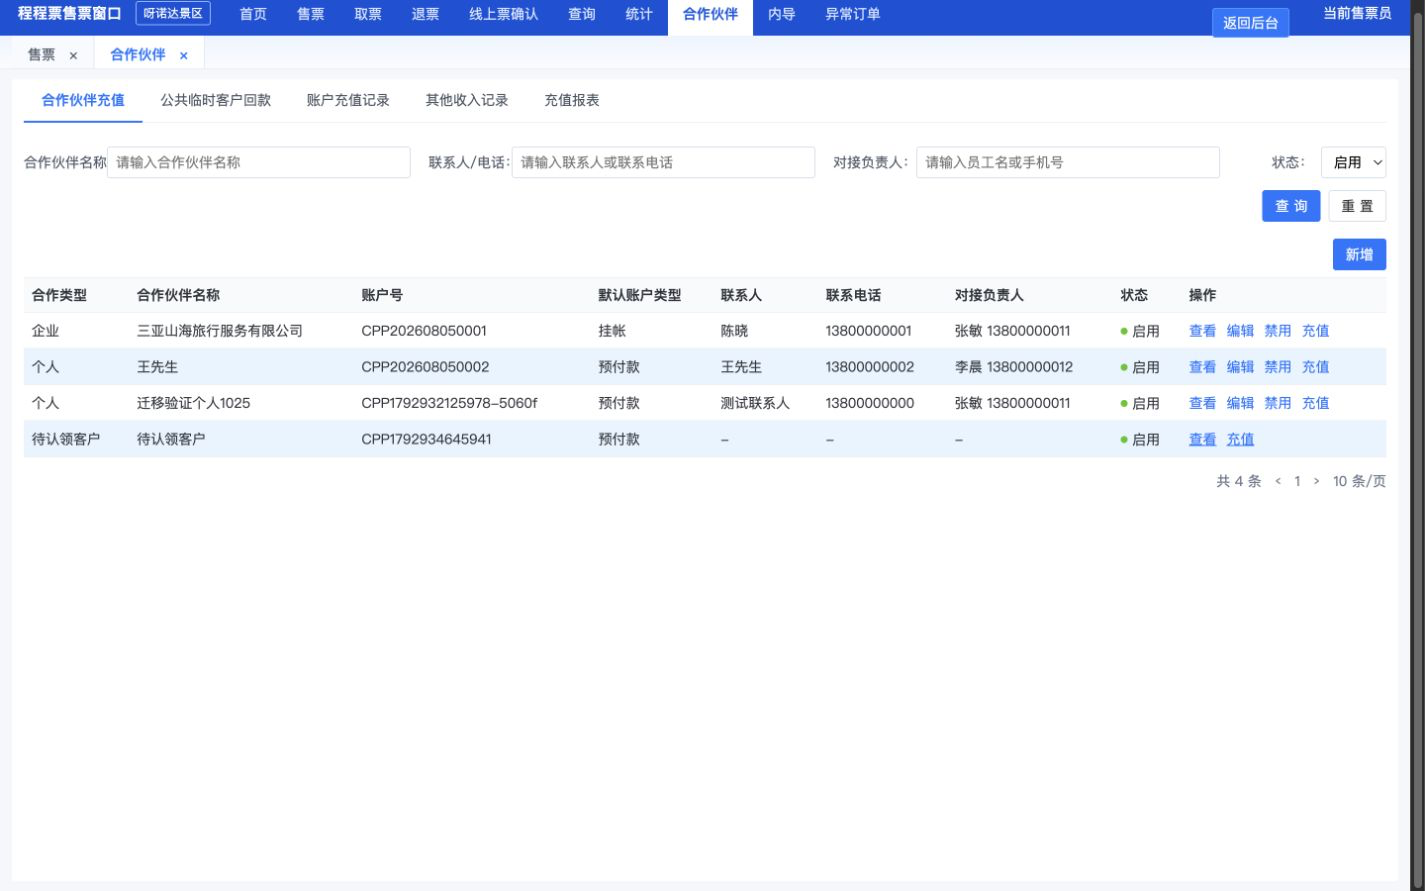 程程票售票窗口 呀诺达景区 首页 售票 取票 退票 线上票确认 查询 统计 合作伙伴 内导 异常订单 返回后台 当前售票员
售票 × 合作伙伴 ×
合作伙伴充值 公共临时客户回款 账户充值记录 其他收入记录 充值报表
合作伙伴名称 请输入合作伙伴名称 联系人/电话: 请输入联系人或联系电话 对接负责人: 请输入员工名或手机号 状态: 启用
查 询 重 置
新增
合作类型 合作伙伴名称 账户号 默认账户类型 联系人 联系电话 对接负责人 状态 操作
企业 三亚山海旅行服务有限公司 CPP202608050001 挂帐 陈晓 13800000001 张敏 13800000011 启用 查看 编辑 禁用 充值
个人 王先生 CPP202608050002 预付款 王先生 13800000002 李晨 13800000012 启用 查看 编辑 禁用 充值
个人 迁移验证个人1025 CPP1792932125978-5060f 预付款 测试联系人 13800000000 张敏 13800000011 启用 查看 编辑 禁用 充值
待认领客户 待认领客户 CPP1792934645941 预付款 - - - 启用 查看 充值
共 4 条 < 1 > 10 条/页